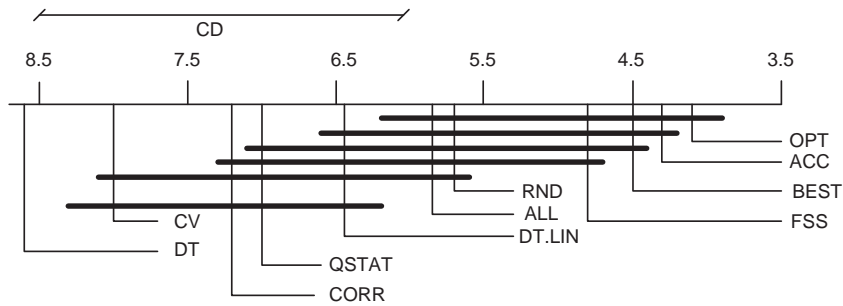 CD
8.5 7.5 6.5 5.5 4.5 3.5
OPT
ACC
RND BEST
CV ALL FSS
DT DT.LIN
QSTAT
CORR